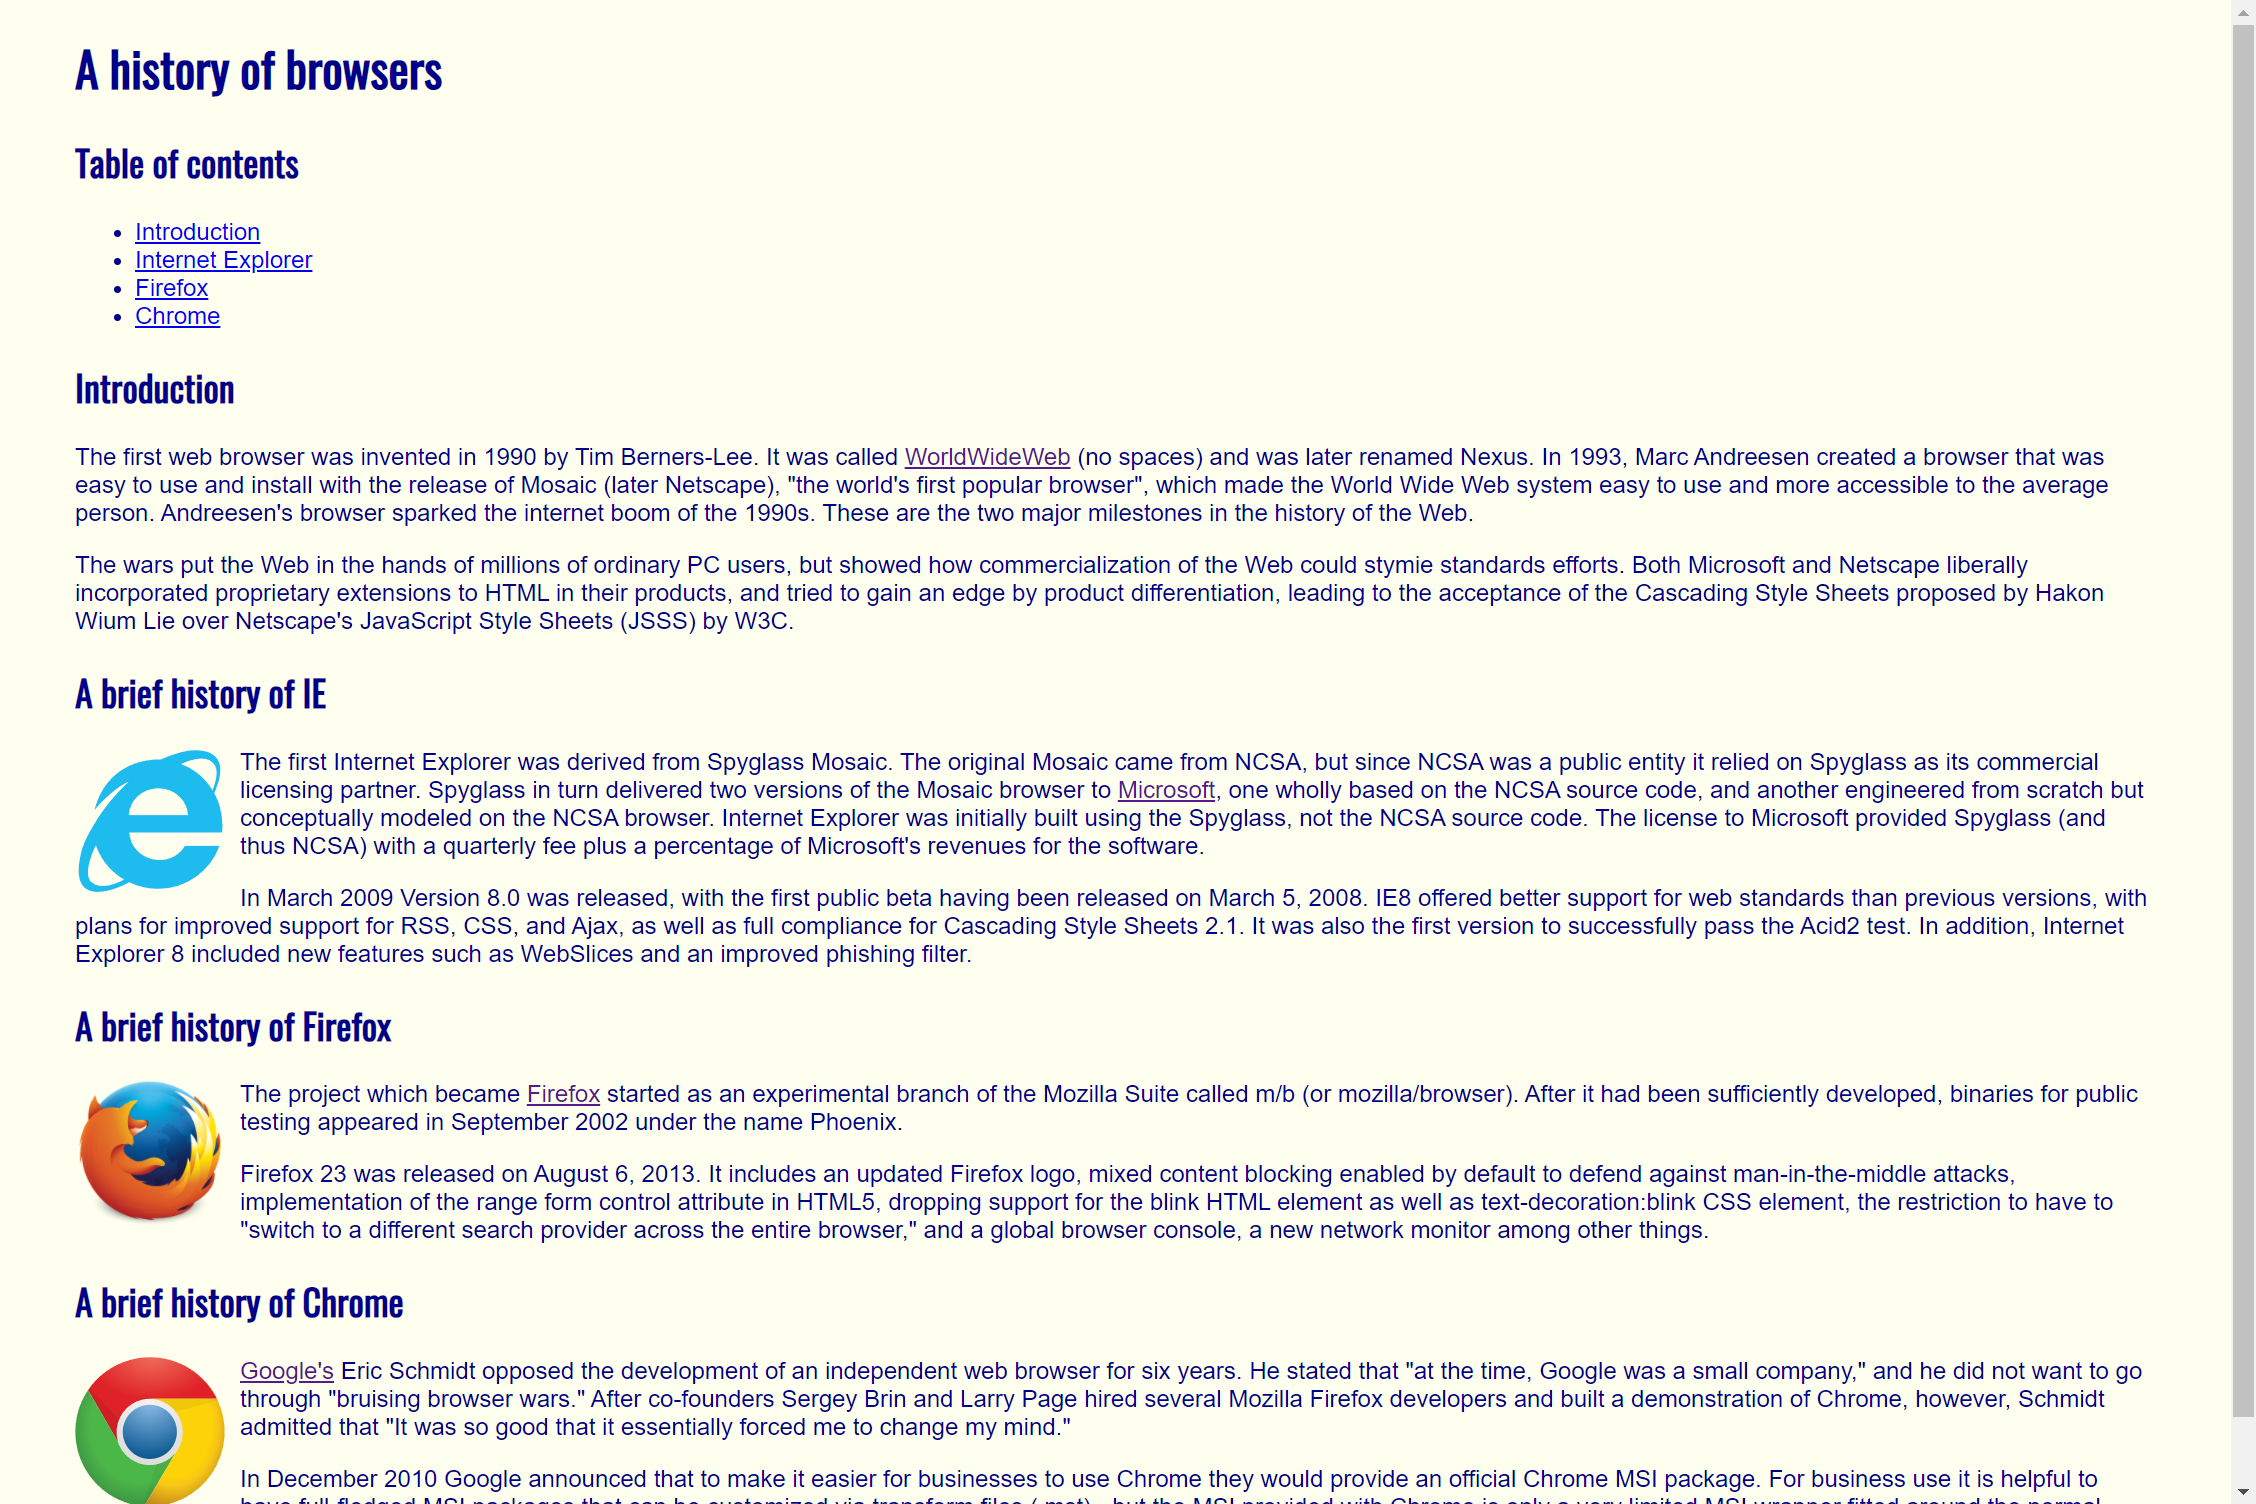 A history of browsers
Table of contents
Introduction
Internet Explorer
Firefox
Chrome
Introduction
The first web browser was invented in 1990 by Tim Berners-Lee. It was called WorldWideWeb (no spaces) and was later renamed Nexus. In 1993, Marc Andreesen created a browser that was
easy to use and install with the release of Mosaic (later Netscape), "the world's first popular browser", which made the World Wide Web system easy to use and more accessible to the average
person. Andreesen's browser sparked the internet boom of the 1990s. These are the two major milestones in the history of the Web.
The wars put the Web in the hands of millions of ordinary PC users, but showed how commercialization of the Web could stymie standards efforts. Both Microsoft and Netscape liberally
incorporated proprietary extensions to HTML in their products, and tried to gain an edge by product differentiation, leading to the acceptance of the Cascading Style Sheets proposed by Hakon
Wium Lie over Netscape's JavaScript Style Sheets (JSSS) by W3C.
A brief history of IE
The first Internet Explorer was derived from Spyglass Mosaic. The original Mosaic came from NCSA, but since NCSA was a public entity it relied on Spyglass as its commercial
licensing partner. Spyglass in turn delivered two versions of the Mosaic browser to Microsoft, one wholly based on the NCSA source code, and another engineered from scratch but
conceptually modeled on the NCSA browser. Internet Explorer was initially built using the Spyglass, not the NCSA source code. The license to Microsoft provided Spyglass (and
thus NCSA) with a quarterly fee plus a percentage of Microsoft's revenues for the software.
In March 2009 Version 8.0 was released, with the first public beta having been released on March 5, 2008. IE8 offered better support for web standards than previous versions, with
plans for improved support for RSS, CSS, and Ajax, as well as full compliance for Cascading Style Sheets 2.1. It was also the first version to successfully pass the Acid2 test. In addition, Internet
Explorer 8 included new features such as WebSlices and an improved phishing filter.
A brief history of Firefox
The project which became Firefox started as an experimental branch of the Mozilla Suite called m/b (or mozilla/browser). After it had been sufficiently developed, binaries for public
testing appeared in September 2002 under the name Phoenix.
Firefox 23 was released on August 6, 2013. It includes an updated Firefox logo, mixed content blocking enabled by default to defend against man-in-the-middle attacks,
implementation of the range form control attribute in HTML5, dropping support for the blink HTML element as well as text-decoration:blink CSS element, the restriction to have to
"switch to a different search provider across the entire browser," and a global browser console, a new network monitor among other things.
A brief history of Chrome
Google's Eric Schmidt opposed the development of an independent web browser for six years. He stated that "at the time, Google was a small company," and he did not want to go
through "bruising browser wars." After co-founders Sergey Brin and Larry Page hired several Mozilla Firefox developers and built a demonstration of Chrome, however, Schmidt
admitted that "It was so good that it essentially forced me to change my mind."
In December 2010 Google announced that to make it easier for businesses to use Chrome they would provide an official Chrome MSI package. For business use it is helpful to